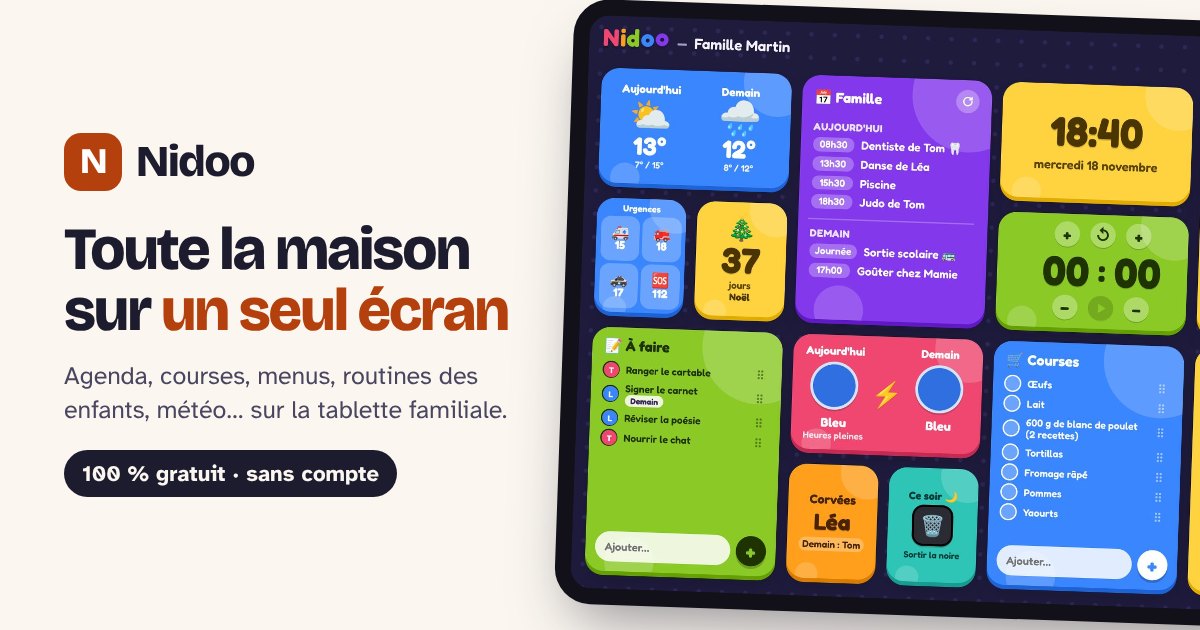 N Nidoo
Toute la maison
sur un seul écran
Agenda, courses, menus, routines des
enfants, météo... sur la tablette familiale.
100 % gratuit · sans compte
Nidoo – Famille Martin
Aujourd'hui
13°
7° / 15°
Demain
12°
8° / 12°
Urgences
15
18
17
SOS
112
37
jours
Noël
17
Famille
AUJOURD'HUI
08h30 Dentiste de Tom
13h30 Danse de Léa
15h30 Piscine
18h30 Judo de Tom
DEMAIN
Journée Sortie scolaire
17h00 Goûter chez Mamie
18:40
mercredi 18 novembre
+ +
00 : 00
− −
À faire
T Ranger le cartable
L Signer le carnet
Demain
L Réviser la poésie
T Nourrir le chat
Ajouter...
+
Aujourd'hui
Bleu
Heures pleines
Demain
Bleu
Corvées
Léa
Demain : Tom
Ce soir
Sortir la noire
Courses
Œufs
Lait
600 g de blanc de poulet
(2 recettes)
Tortillas
Fromage râpé
Pommes
Yaourts
Ajouter...
+